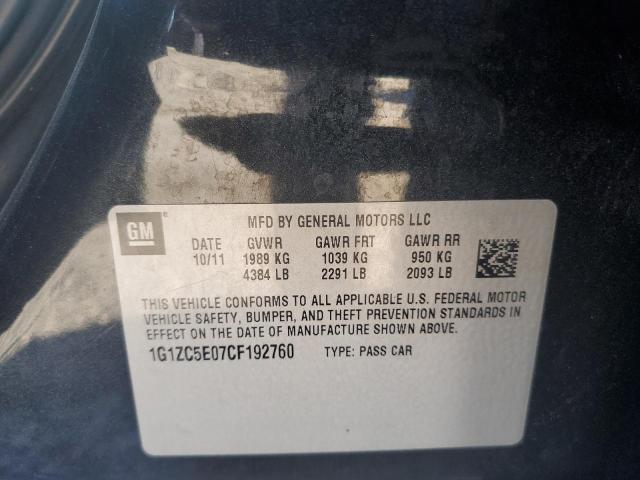 GM ®
MFD BY GENERAL MOTORS LLC
DATE GVWR GAWR FRT GAWR RR
10/11 1989 KG 1039 KG 950 KG
4384 LB 2291 LB 2093 LB
THIS VEHICLE CONFORMS TO ALL APPLICABLE U.S. FEDERAL MOTOR
VEHICLE SAFETY, BUMPER, AND THEFT PREVENTION STANDARDS IN
EFFECT ON THE DATE OF MANUFACTURE SHOWN ABOVE.
1G1ZC5E07CF192760 TYPE: PASS CAR